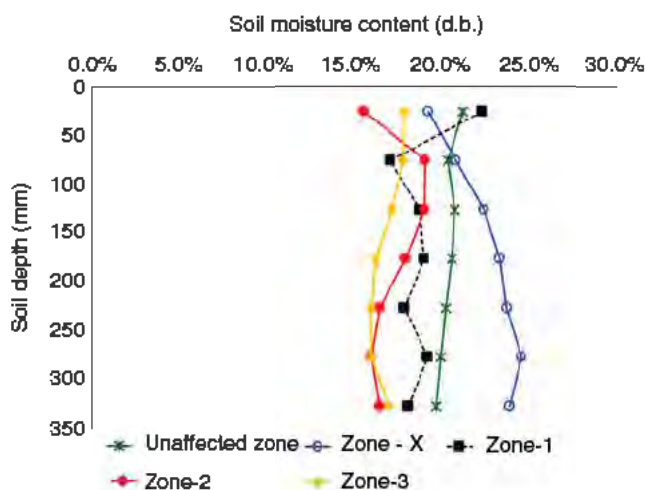 Soil moisture content (d.b.)
0.0% 5.0% 10.0% 15.0% 20.0% 25.0% 30.0%
0
50
100
150
200
250
300
350
Soil depth (mm)
Unaffected zone Zone - X Zone-1
Zone-2 Zone-3